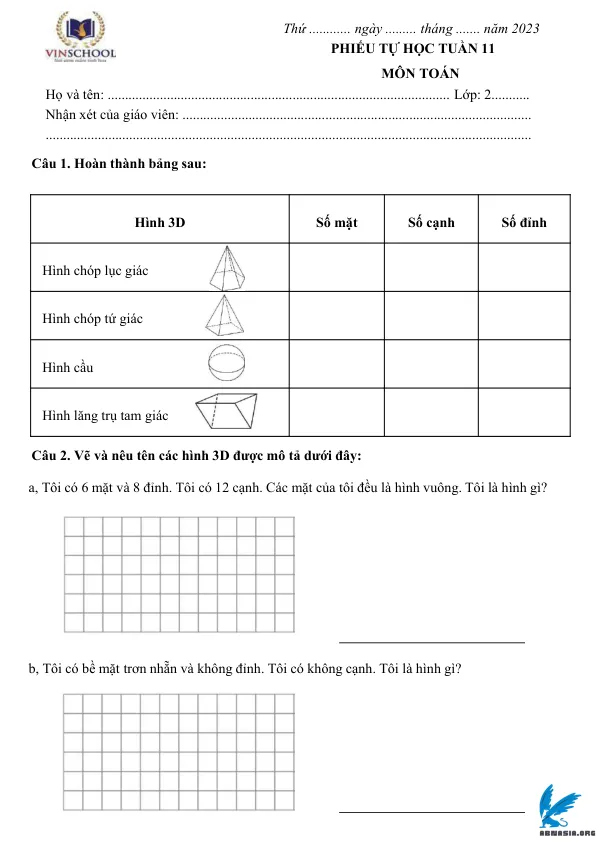 Thứ ............ ngày ......... tháng ....... năm 2023
VINSCHOOL
PHIẾU TỰ HỌC TUẦN 11
MÔN TOÁN
Họ và tên: .................................................................................................. Lớp: 2...........
Nhận xét của giáo viên: ....................................................................................................
...........................................................................................................................................
Câu 1. Hoàn thành bảng sau:
Hình 3D Số mặt Số cạnh Số đỉnh
Hình chóp lục giác
Hình chóp tứ giác
Hình cầu
Hình lăng trụ tam giác
Câu 2. Vẽ và nêu tên các hình 3D được mô tả dưới đây:
a, Tôi có 6 mặt và 8 đỉnh. Tôi có 12 cạnh. Các mặt của tôi đều là hình vuông. Tôi là hình gì?
b, Tôi có bề mặt trơn nhẵn và không đỉnh. Tôi có không cạnh. Tôi là hình gì?
ABNASIA.ORG